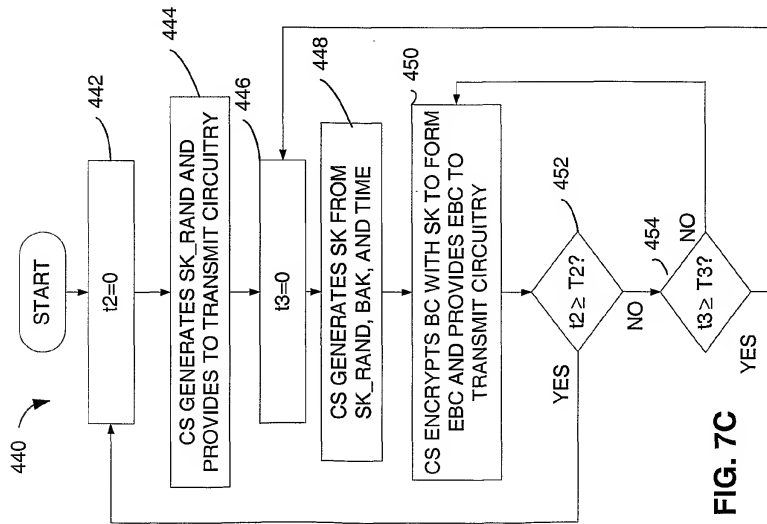 440
START
t2=0
442
CS GENERATES SK_RAND AND
PROVIDES TO TRANSMIT CIRCUITRY
444
446
t3=0
CS GENERATES SK FROM
SK_RAND, BAK, AND TIME
448
CS ENCRYPTS BC WITH SK TO FORM
EBC AND PROVIDES EBC TO
TRANSMIT CIRCUITRY
450
t2 ≥ T2?
452
YES
NO
454
t3 ≥ T3?
NO
YES
FIG. 7C